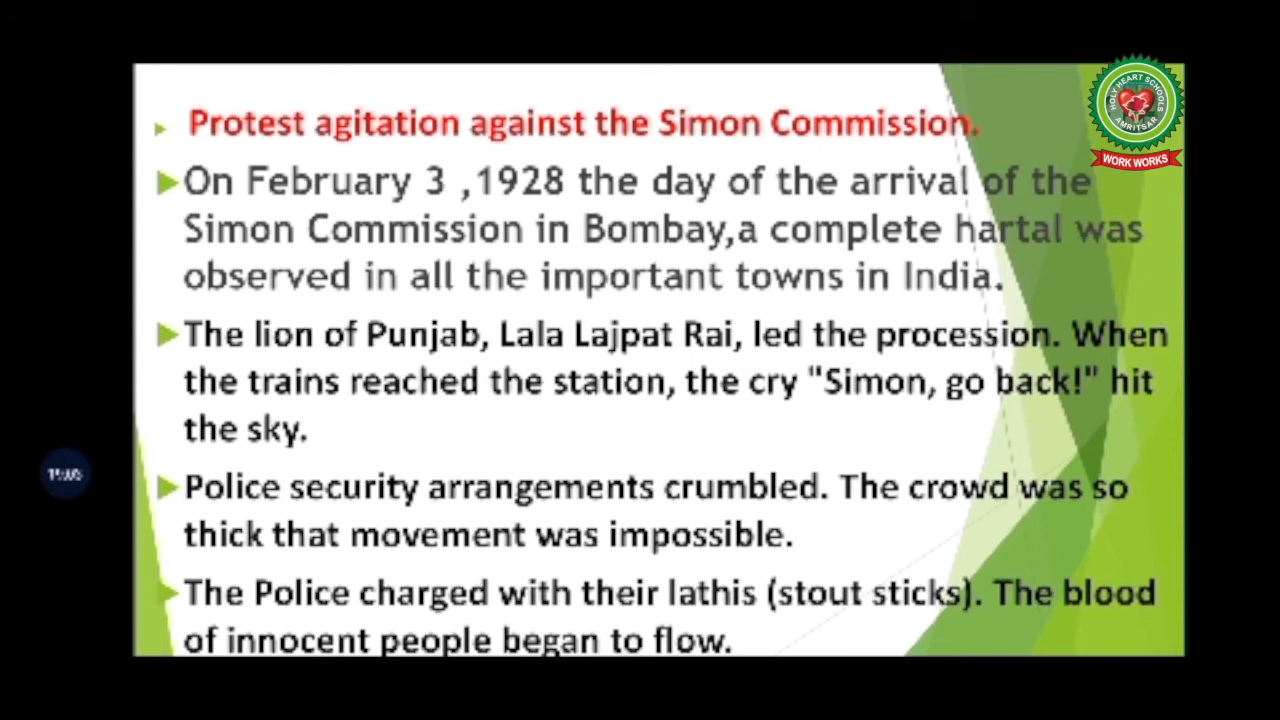 Protest agitation against the Simon Commission.
On February 3 ,1928 the day of the arrival of the
Simon Commission in Bombay,a complete hartal was
observed in all the important towns in India.
The lion of Punjab, Lala Lajpat Rai, led the procession. When
the trains reached the station, the cry "Simon, go back!" hit
the sky.
Police security arrangements crumbled. The crowd was so
thick that movement was impossible.
The Police charged with their lathis (stout sticks). The blood
of innocent people began to flow.
HOLY HEART SCHOOLS
AMRITSAR
WORK WORKS